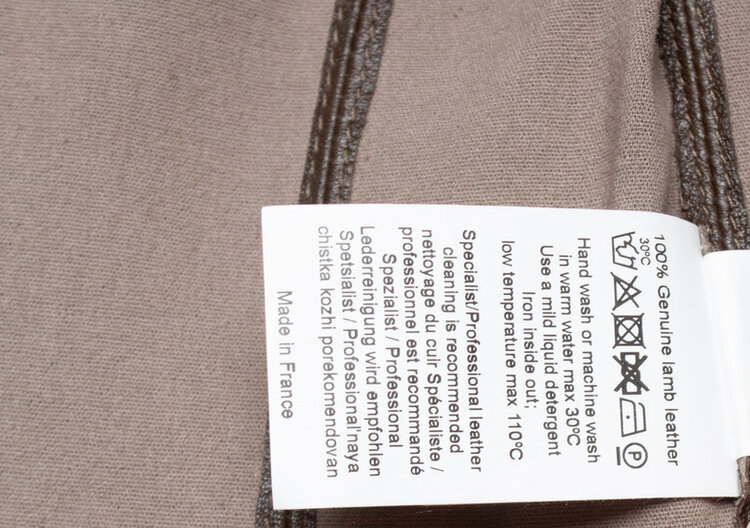 100% Genuine lamb leather
30°C
P
Hand wash or machine wash
in warm water max 30°C
Use a mild liquid detergent
Iron inside out;
low temperature max 110°C
Specialist/Professional leather
cleaning is recommended
nettoyage du cuir Spécialiste /
professionnel est recommandé
Spezialist / Professional
Lederreinigung wird empfohlen
Spetsialist / Professional'naya
chistka kozhi porekomendovan
Made in France